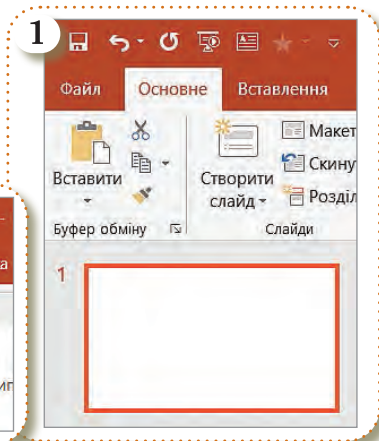 1
Файл Основне Вставлення
Вставити
Створити
слайд
Макет
Скину
Розділ
Буфер обміну Слайди
1
а
ип